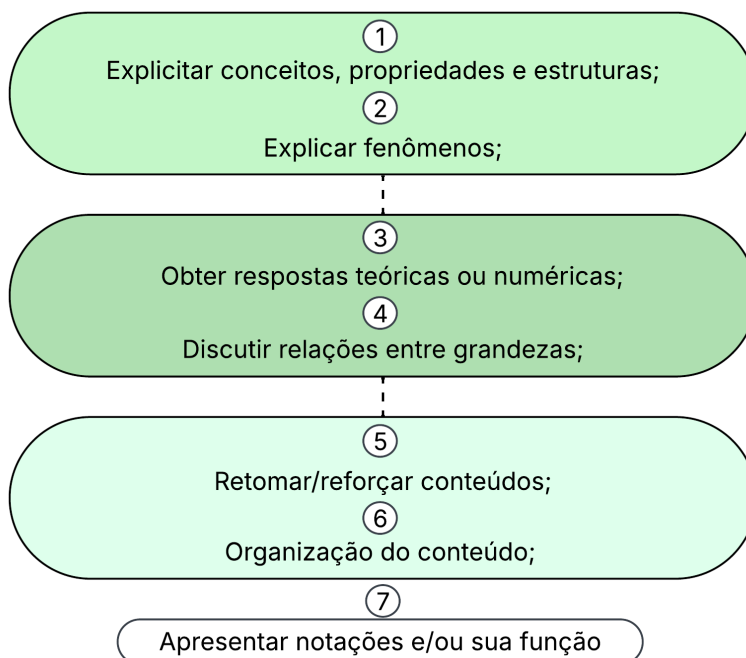 1
Explicitar conceitos, propriedades e estruturas;
2
Explicar fenômenos;
3
Obter respostas teóricas ou numéricas;
4
Discutir relações entre grandezas;
5
Retomar/reforçar conteúdos;
6
Organização do conteúdo;
7
Apresentar notações e/ou sua função